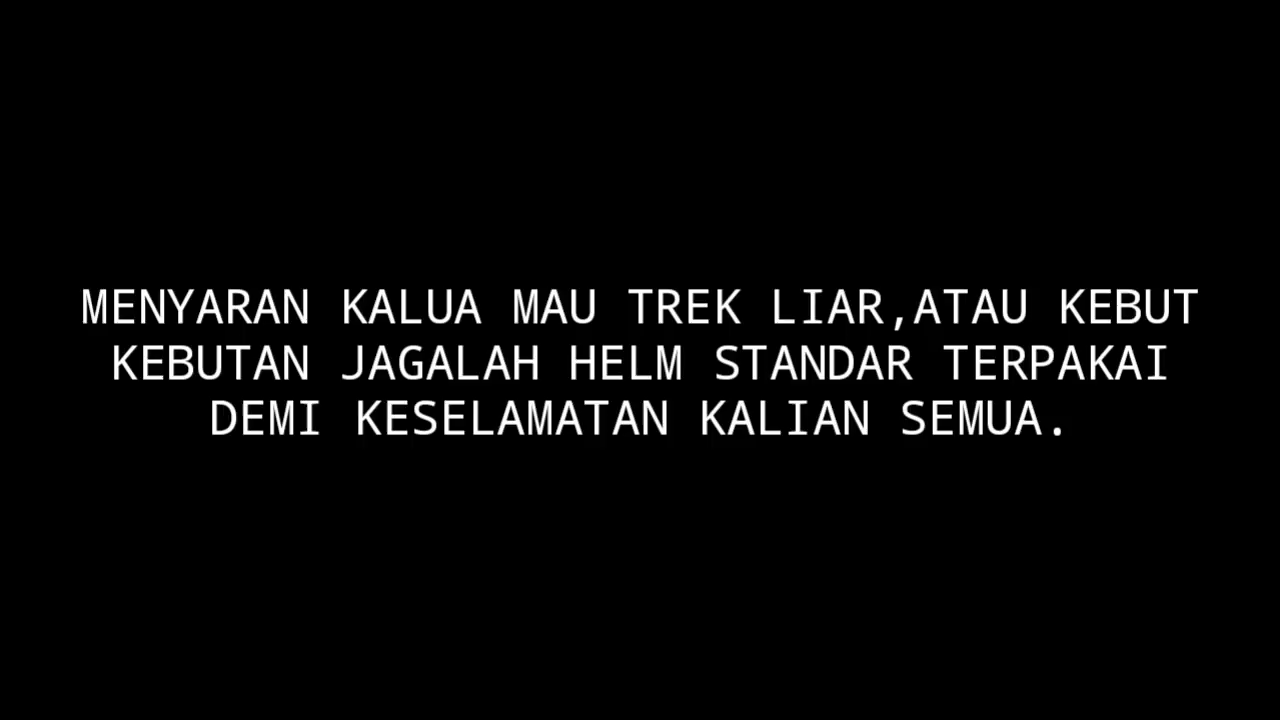 MENYARAN KALUA MAU TREK LIAR,ATAU KEBUT
KEBUTAN JAGALAH HELM STANDAR TERPAKAI
DEMI KESELAMATAN KALIAN SEMUA.